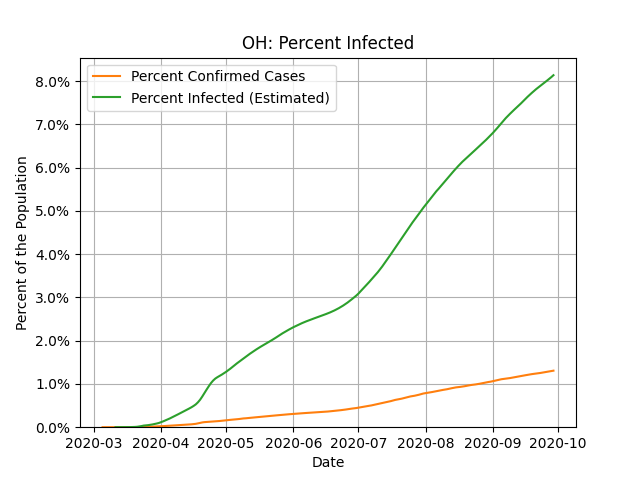 OH: Percent Infected
Percent Confirmed Cases
Percent Infected (Estimated)
8.0%
7.0%
6.0%
5.0%
4.0%
3.0%
2.0%
1.0%
0.0%
Percent of the Population
2020-03 2020-04 2020-05 2020-06 2020-07 2020-08 2020-09 2020-10
Date